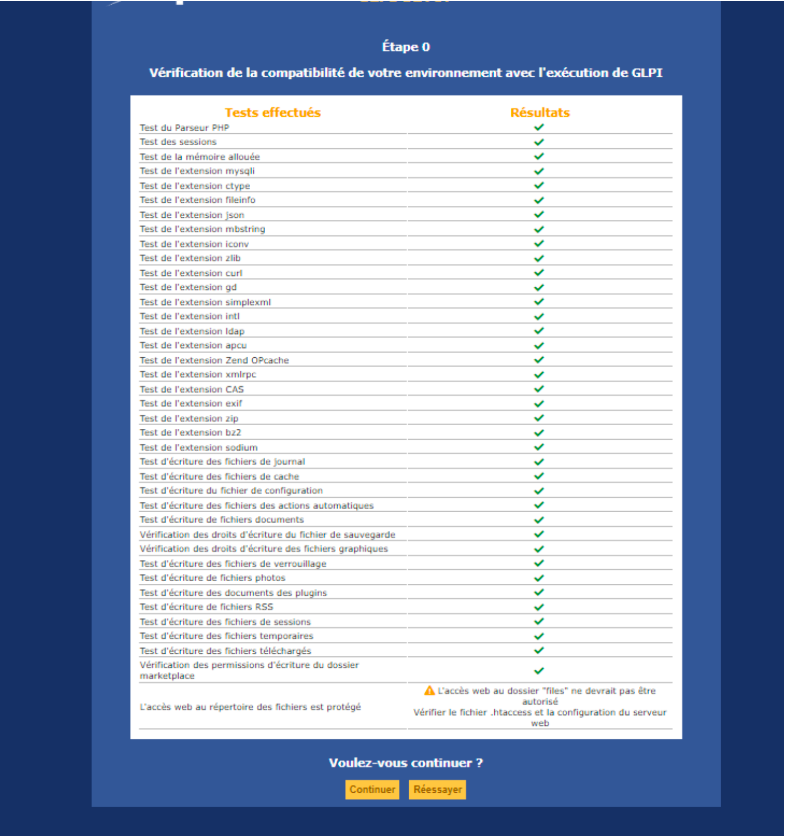 Étape 0
Vérification de la compatibilité de votre environnement avec l'exécution de GLPI
Tests effectués Résultats
Test du Parseur PHP
Test des sessions
Test de la mémoire allouée
Test de l'extension mysqli
Test de l'extension ctype
Test de l'extension fileinfo
Test de l'extension json
Test de l'extension mbstring
Test de l'extension iconv
Test de l'extension zlib
Test de l'extension curl
Test de l'extension gd
Test de l'extension simplexml
Test de l'extension intl
Test de l'extension ldap
Test de l'extension apcu
Test de l'extension Zend OPcache
Test de l'extension xmlrpc
Test de l'extension CAS
Test de l'extension exif
Test de l'extension zip
Test de l'extension bz2
Test de l'extension sodium
Test d'écriture des fichiers de journal
Test d'écriture des fichiers de cache
Test d'écriture du fichier de configuration
Test d'écriture des fichiers des actions automatiques
Test d'écriture de fichiers documents
Vérification des droits d'écriture du fichier de sauvegarde
Vérification des droits d'écriture des fichiers graphiques
Test d'écriture des fichiers de verrouillage
Test d'écriture de fichiers photos
Test d'écriture des documents des plugins
Test d'écriture de fichiers RSS
Test d'écriture des fichiers de sessions
Test d'écriture des fichiers temporaires
Test d'écriture des fichiers téléchargés
Vérification des permissions d'écriture du dossier
marketplace
L'accès web au répertoire des fichiers est protégé
L'accès web au dossier "files" ne devrait pas être
autorisé
Vérifier le fichier .htaccess et la configuration du serveur
web
Voulez-vous continuer ?
Continuer Réessayer